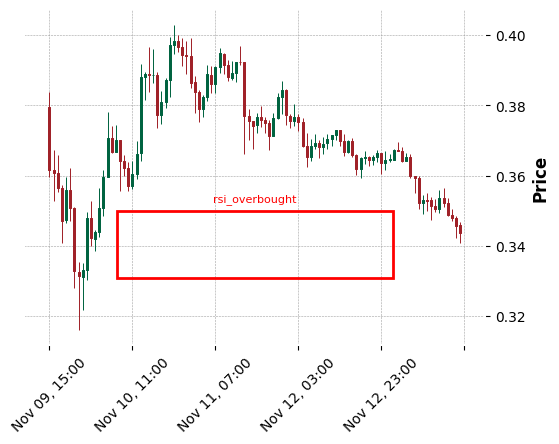 0.40
0.38
0.36
0.34
0.32
Price
rsi_overbought
Nov 09, 15:00
Nov 10, 11:00
Nov 11, 07:00
Nov 12, 03:00
Nov 12, 23:00